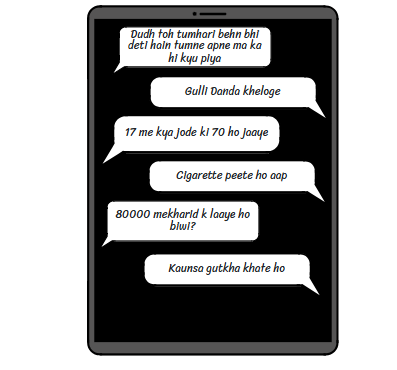 Dudh toh tumhari behn bhi
deti hain tumne apne ma ka
hi kyu piya
Gulli Danda kheloge
17 me kya jode ki 70 ho jaaye
Cigarette peete ho aap
80000 mekharid k laaye ho
biwi?
Kaunsa gutkha khate ho